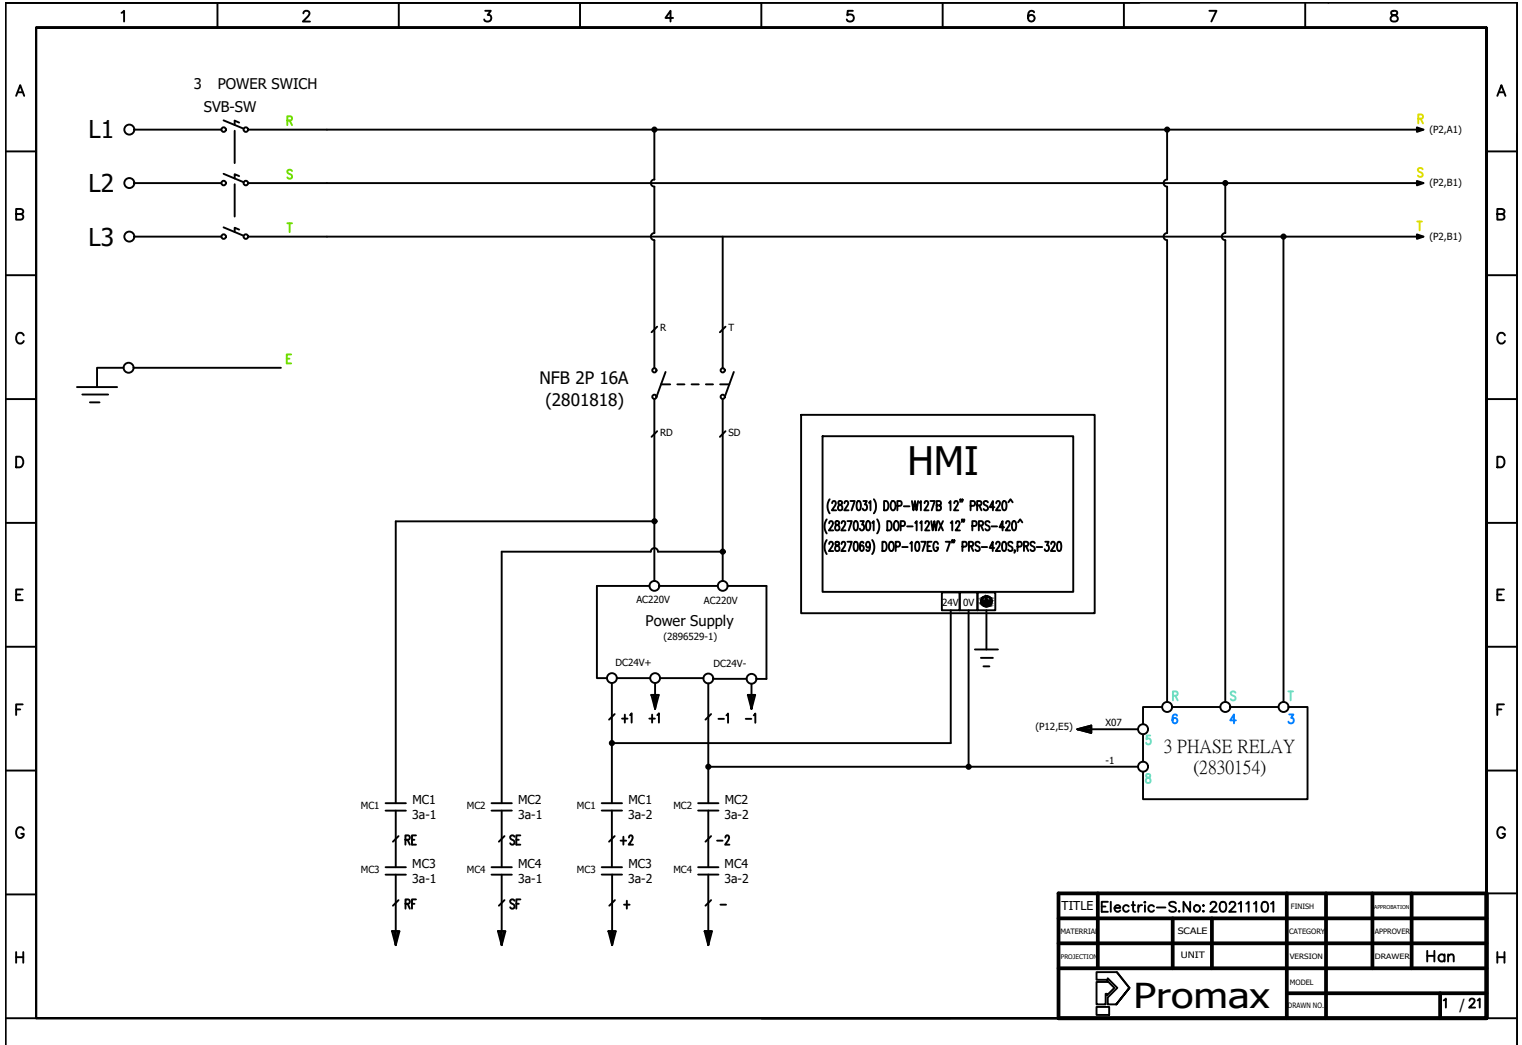 1 2 3 4 5 6 7 8
A A
3 POWER SWICH
SVB-SW
L1 R R (P2,A1)
L2 S S (P2,B1)
B B
L3 T T (P2,B1)
R T
C C
E
NFB 2P 16A
(2801818)
RD SD
D D
HMI
(2827031) DOP-W127B 12" PRS420^
(28270301) DOP-112WX 12" PRS-420^
(2827069) DOP-107EG 7" PRS-420S,PRS-320
24V 0V
E E
AC220V AC220V
Power Supply
(2896529-1)
DC24V+ DC24V-
R S T
F F
+1 +1 -1 -1
6 4 3
(P12,E5) X07
5
3 PHASE RELAY
(2830154)
-1
8
MC1 MC1 MC2 MC2 MC1 MC1 MC2 MC2
3a-1 3a-1 3a-2 3a-2
G G
RE SE +2 -2
MC3 MC3 MC4 MC4 MC3 MC3 MC4 MC4
3a-1 3a-1 3a-2 3a-2
RF SF + -
H H
TITLE Electric-S.No: 20211101 FINISH APPROBATION
MATERRIA SCALE CATEGORY APPROVER
PROJECTION UNIT VERSION DRAWER Han
Promax
MODEL
DRAWN NO. 1 / 21